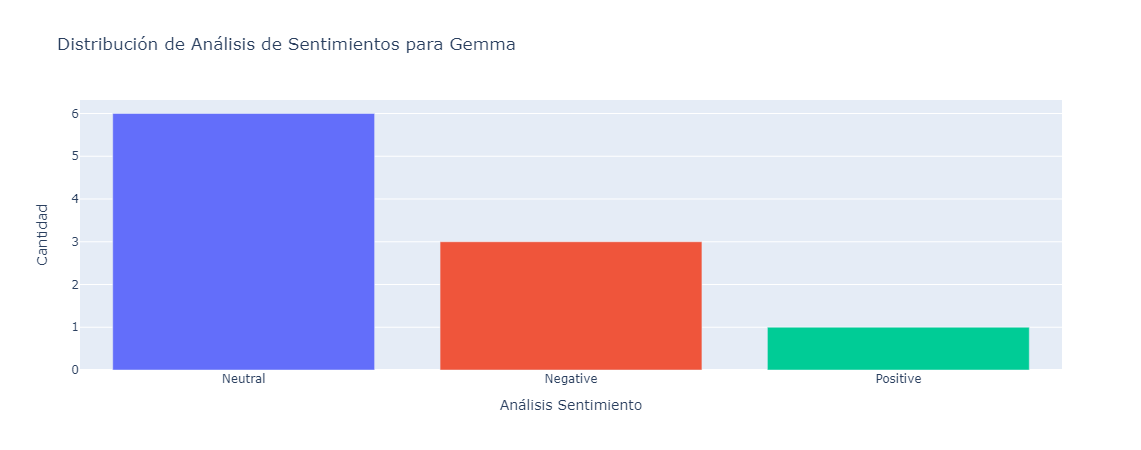 Distribución de Análisis de Sentimientos para Gemma
6
5
4
3
2
1
0
Cantidad
Neutral
Negative
Positive
Análisis Sentimiento